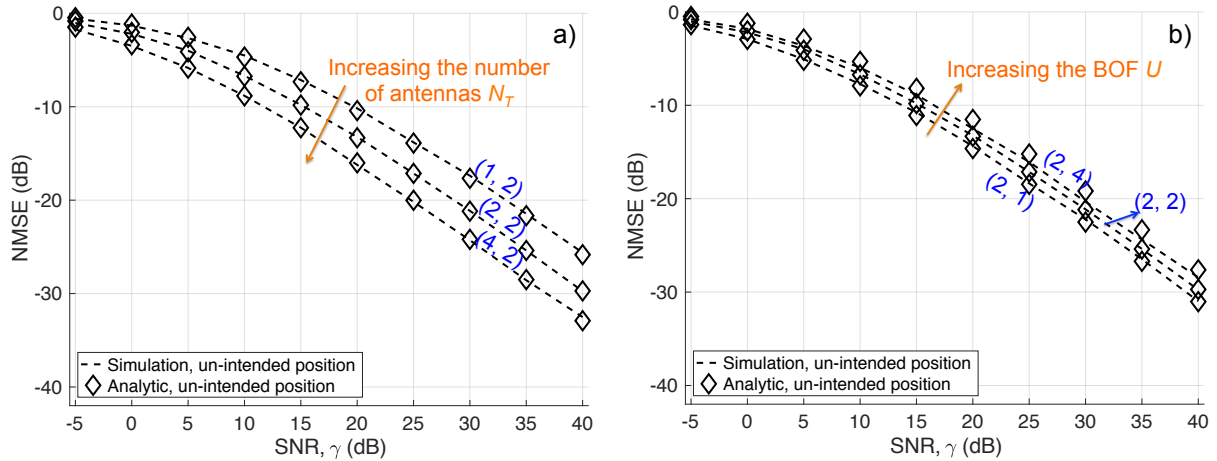 a)
0
-10
-20
-30
-40
NMSE (dB)
Increasing the number
of antennas N_T
(1, 2)
(2, 2)
(4, 2)
Simulation, un-intended position
Analytic, un-intended position
-5 0 5 10 15 20 25 30 35 40
SNR, γ (dB)
b)
0
-10
-20
-30
-40
NMSE (dB)
Increasing the BOF U
(2, 4)
(2, 1)
(2, 2)
Simulation, un-intended position
Analytic, un-intended position
-5 0 5 10 15 20 25 30 35 40
SNR, γ (dB)